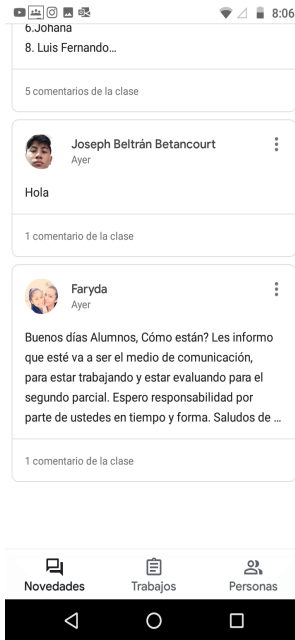 8:06
6.Johana
8. Luis Fernando...
5 comentarios de la clase
Joseph Beltrán Betancourt
Ayer
Hola
1 comentario de la clase
Faryda
Ayer
Buenos días Alumnos, Cómo están? Les informo
que esté va a ser el medio de comunicación,
para estar trabajando y estar evaluando para el
segundo parcial. Espero responsabilidad por
parte de ustedes en tiempo y forma. Saludos de ...
1 comentario de la clase
Novedades
Trabajos
Personas